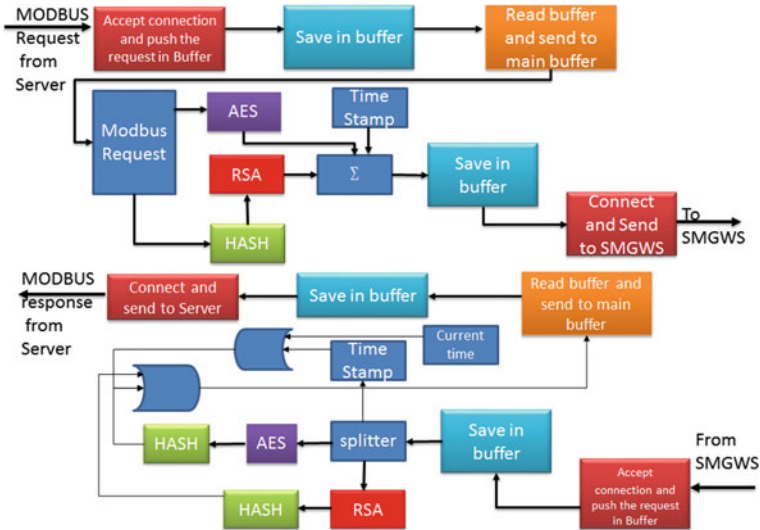 MODBUS
Request
from
Server
Accept connection
and push the
request in Buffer
Save in buffer
Read buffer
and send to
main buffer
Modbus
Request
AES
Time
Stamp
RSA
Σ
HASH
Save in
buffer
Connect
and Send
to SMGWS
To
SMGWS
MODBUS
response
from
Server
Connect and
send to Server
Save in buffer
Read buffer and
send to main
buffer
Current
time
Time
Stamp
HASH
AES
splitter
Save in
buffer
From
SMGWS
HASH
RSA
Accept
connection and
push the request
in Buffer